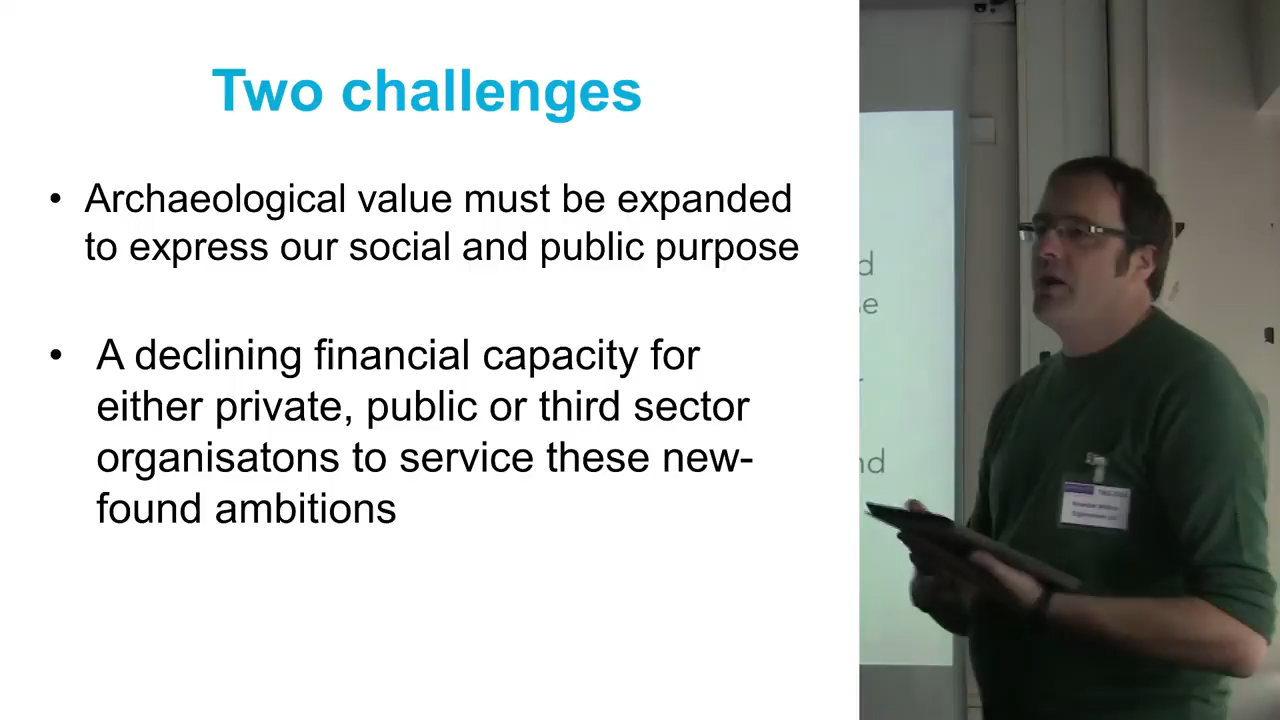 Two challenges
• Archaeological value must be expanded
to express our social and public purpose
• A declining financial capacity for
either private, public or third sector
organisatons to service these new-
found ambitions